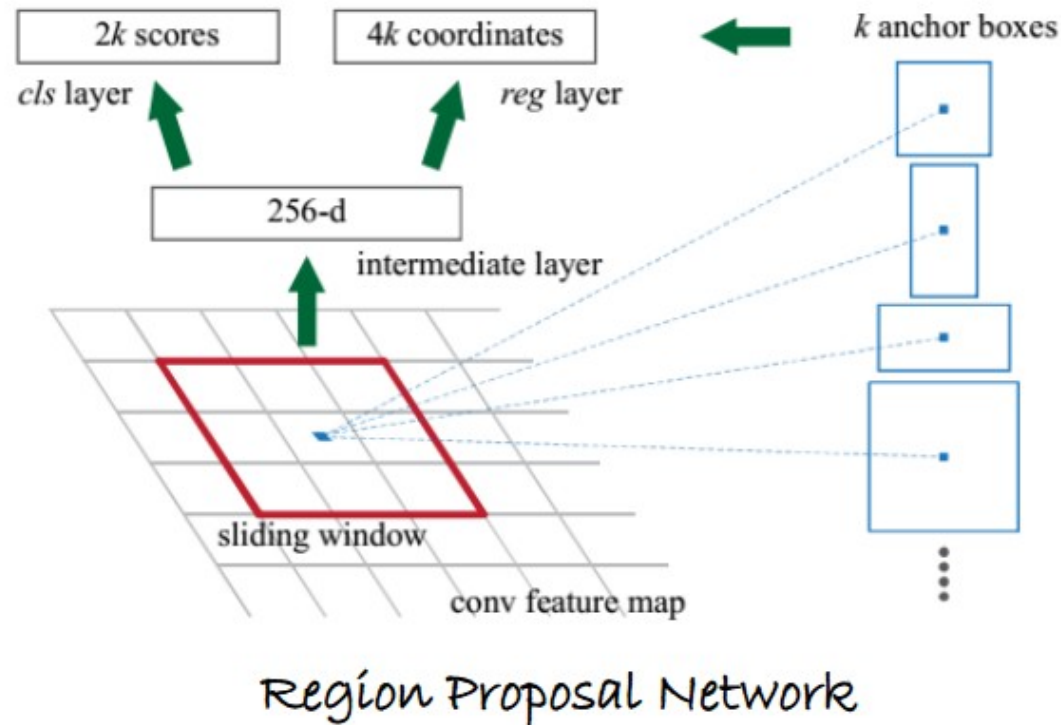 2k scores
4k coordinates
k anchor boxes
cls layer
reg layer
256-d
intermediate layer
sliding window
conv feature map
Region Proposal Network